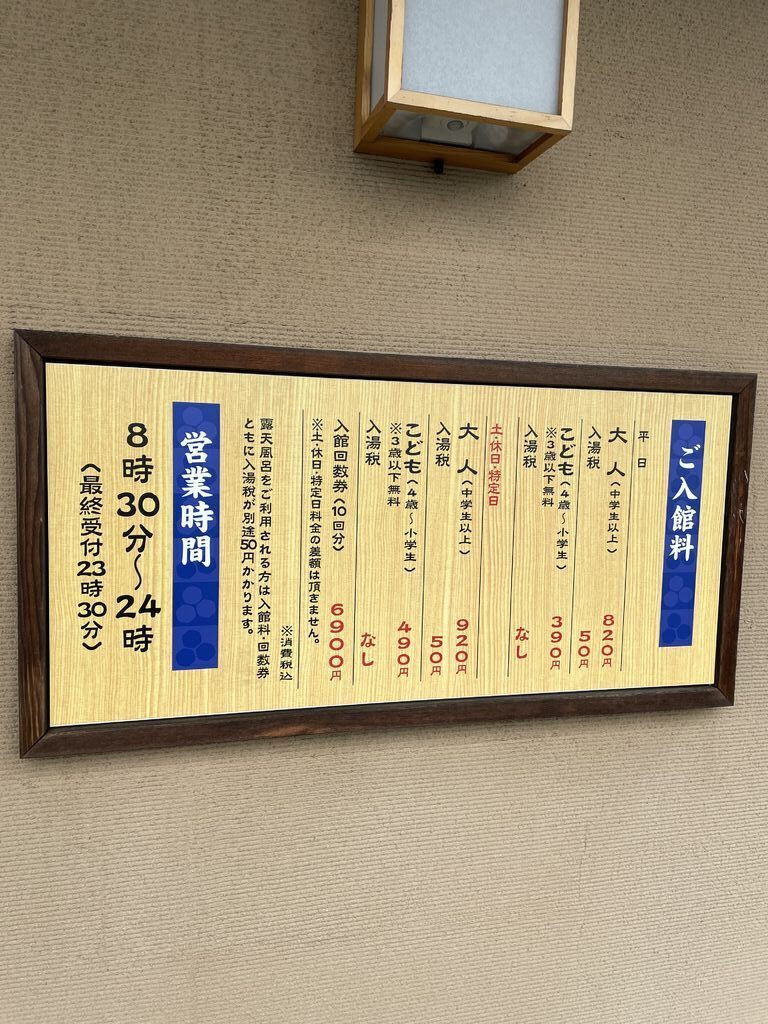 ご入館料
平日
大人（中学生以上） 820円
入湯税 50円
こども（4歳～小学生） 390円
※3歳以下無料
入湯税 なし
土・休日・特定日
大人（中学生以上） 920円
入湯税 50円
こども（4歳～小学生） 490円
※3歳以下無料
入湯税 なし
入館回数券（10回分） 6900円
※土・休日・特定日料金の差額は頂きません。
※消費税込
露天風呂をご利用される方は入館料・回数券
ともに入湯税が別途50円かかります。
営業時間
8時30分～24時
（最終受付23時30分）